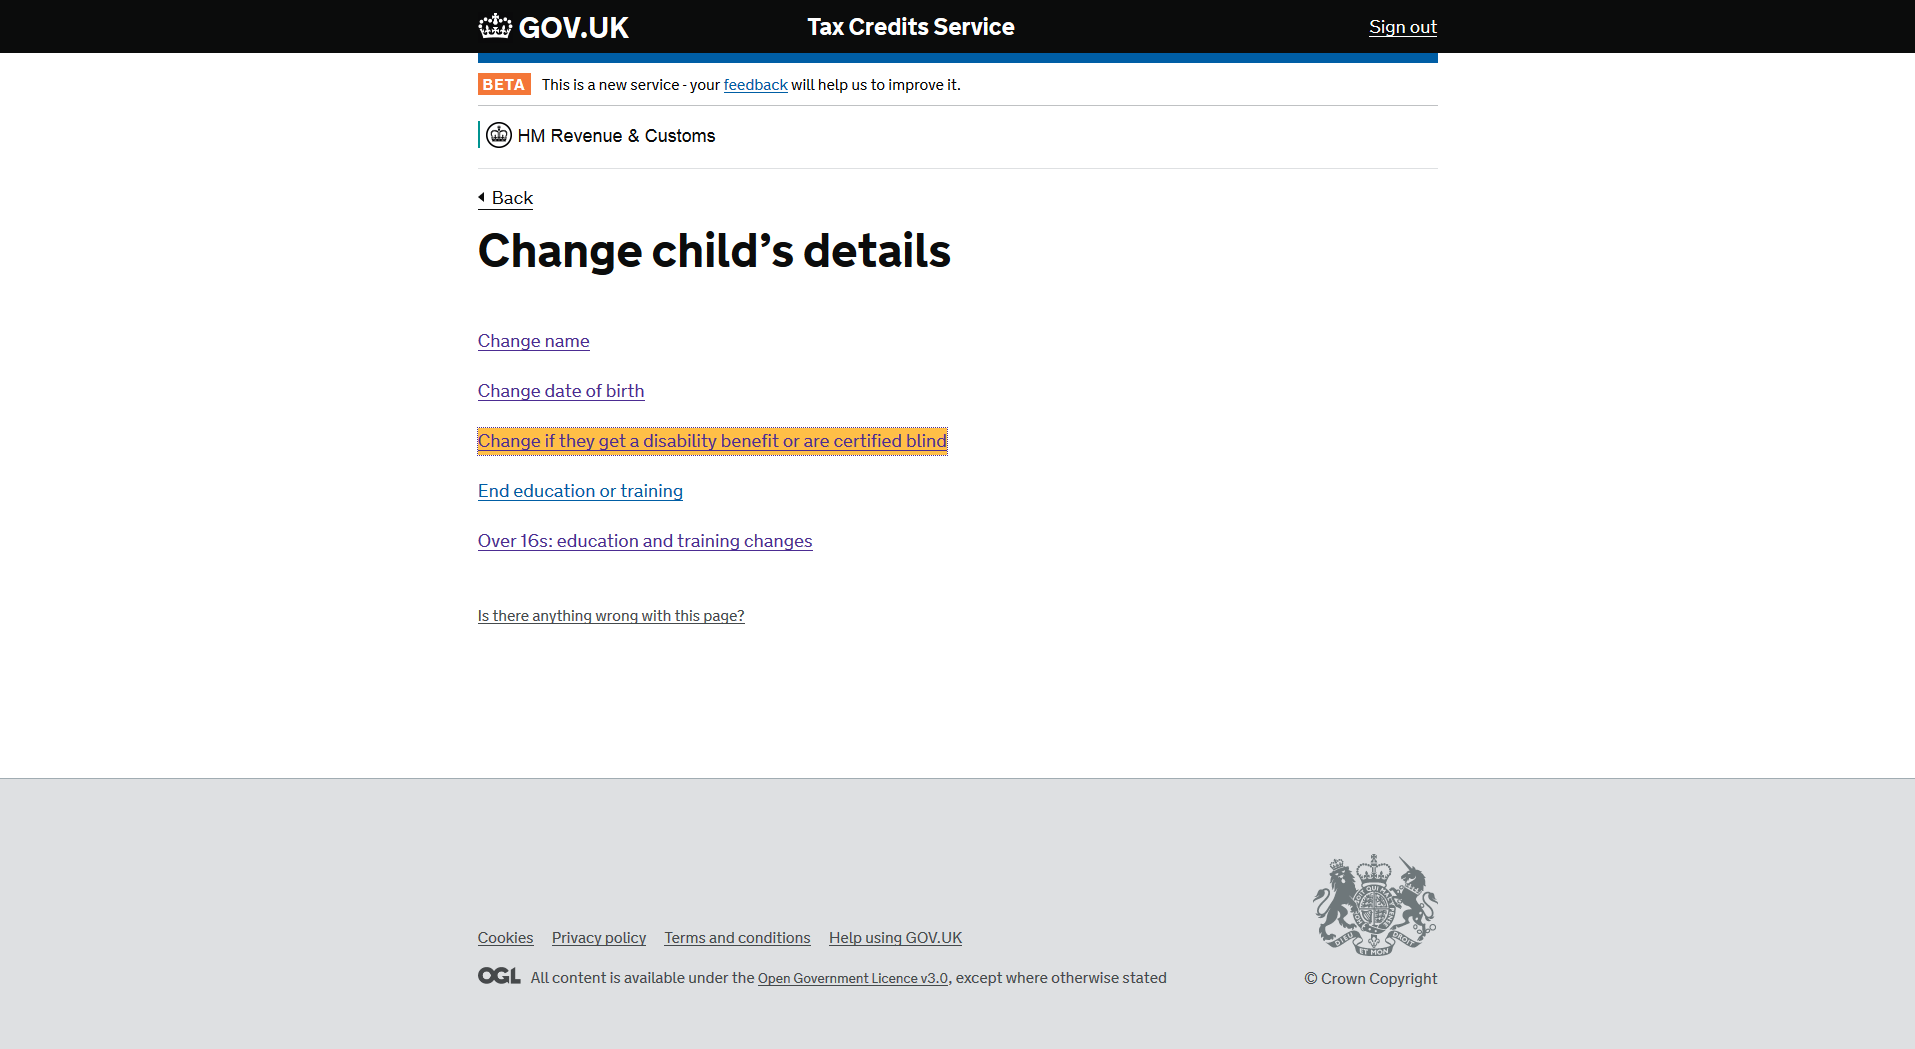 GOV.UK Tax Credits Service Sign out
BETA This is a new service - your feedback will help us to improve it.
HM Revenue & Customs
Back
Change child’s details
Change name
Change date of birth
Change if they get a disability benefit or are certified blind
End education or training
Over 16s: education and training changes
Is there anything wrong with this page?
Cookies Privacy policy Terms and conditions Help using GOV.UK
OGL All content is available under the Open Government Licence v3.0, except where otherwise stated
© Crown Copyright